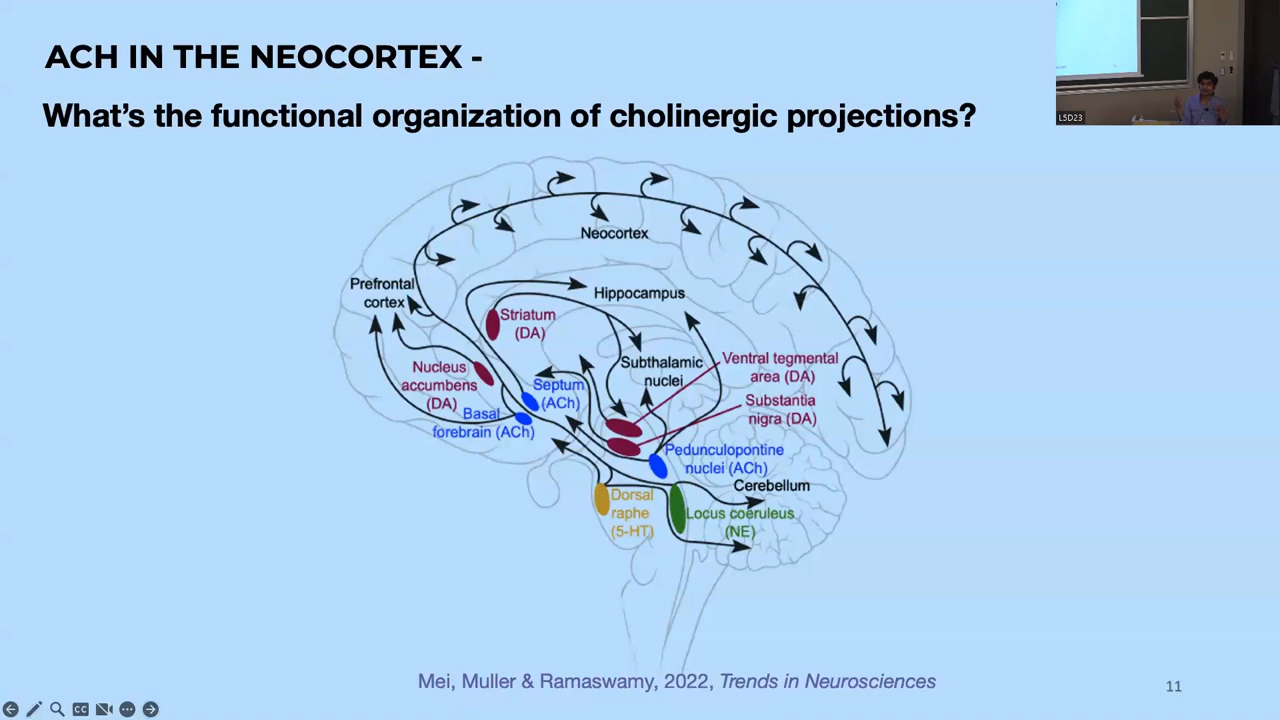 ACH IN THE NEOCORTEX -
What's the functional organization of cholinergic projections?
L5D23
Neocortex
Prefrontal
cortex
Hippocampus
Striatum
(DA)
Subthalamic
nuclei
Ventral tegmental
area (DA)
Nucleus
accumbens
(DA)
Septum
(ACh)
Substantia
nigra (DA)
Basal
forebrain (ACh)
Pedunculopontine
nuclei (ACh)
Cerebellum
Dorsal
raphe
(5-HT)
Locus coeruleus
(NE)
Mei, Muller & Ramaswamy, 2022, Trends in Neurosciences
11
CC